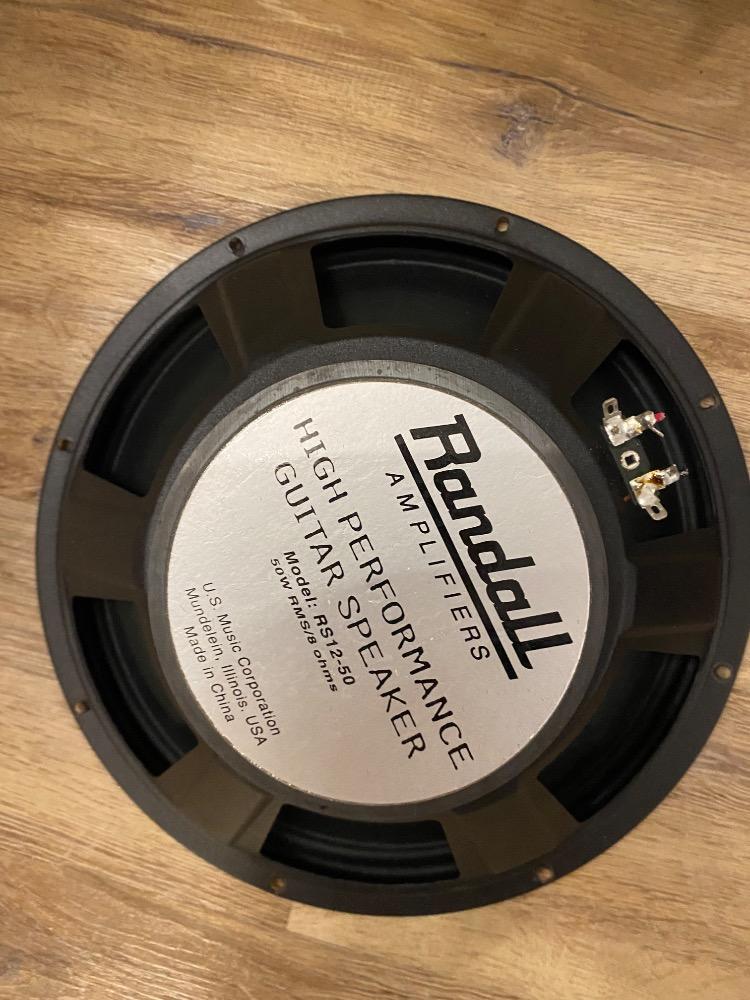 Randall
AMPLIFIERS
HIGH PERFORMANCE
GUITAR SPEAKER
Model: RS12-50
50W RMS/8 ohms
U.S. Music Corporation
Mundelein, Illinois. USA
Made in China